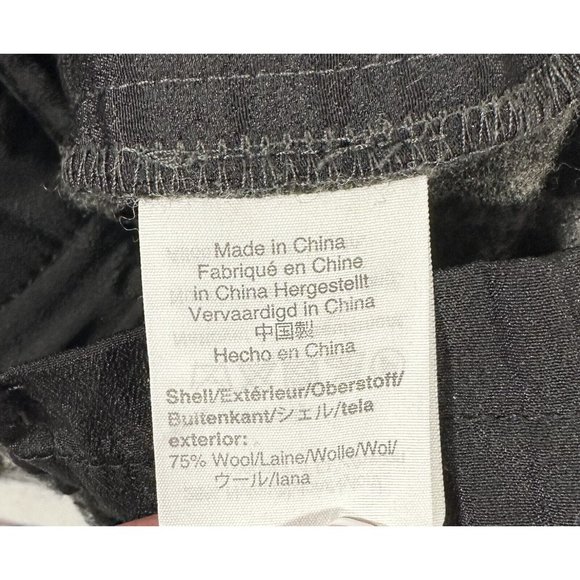 Made in China
Fabriqué en Chine
in China Hergestellt
Vervaardigd in China
中国製
Hecho en China
Shell/Extérieur/Oberstoff/
Buitenkant/シェル/tela
exterior:
75% Wool/Laine/Wolle/Wol/
ウール/lana